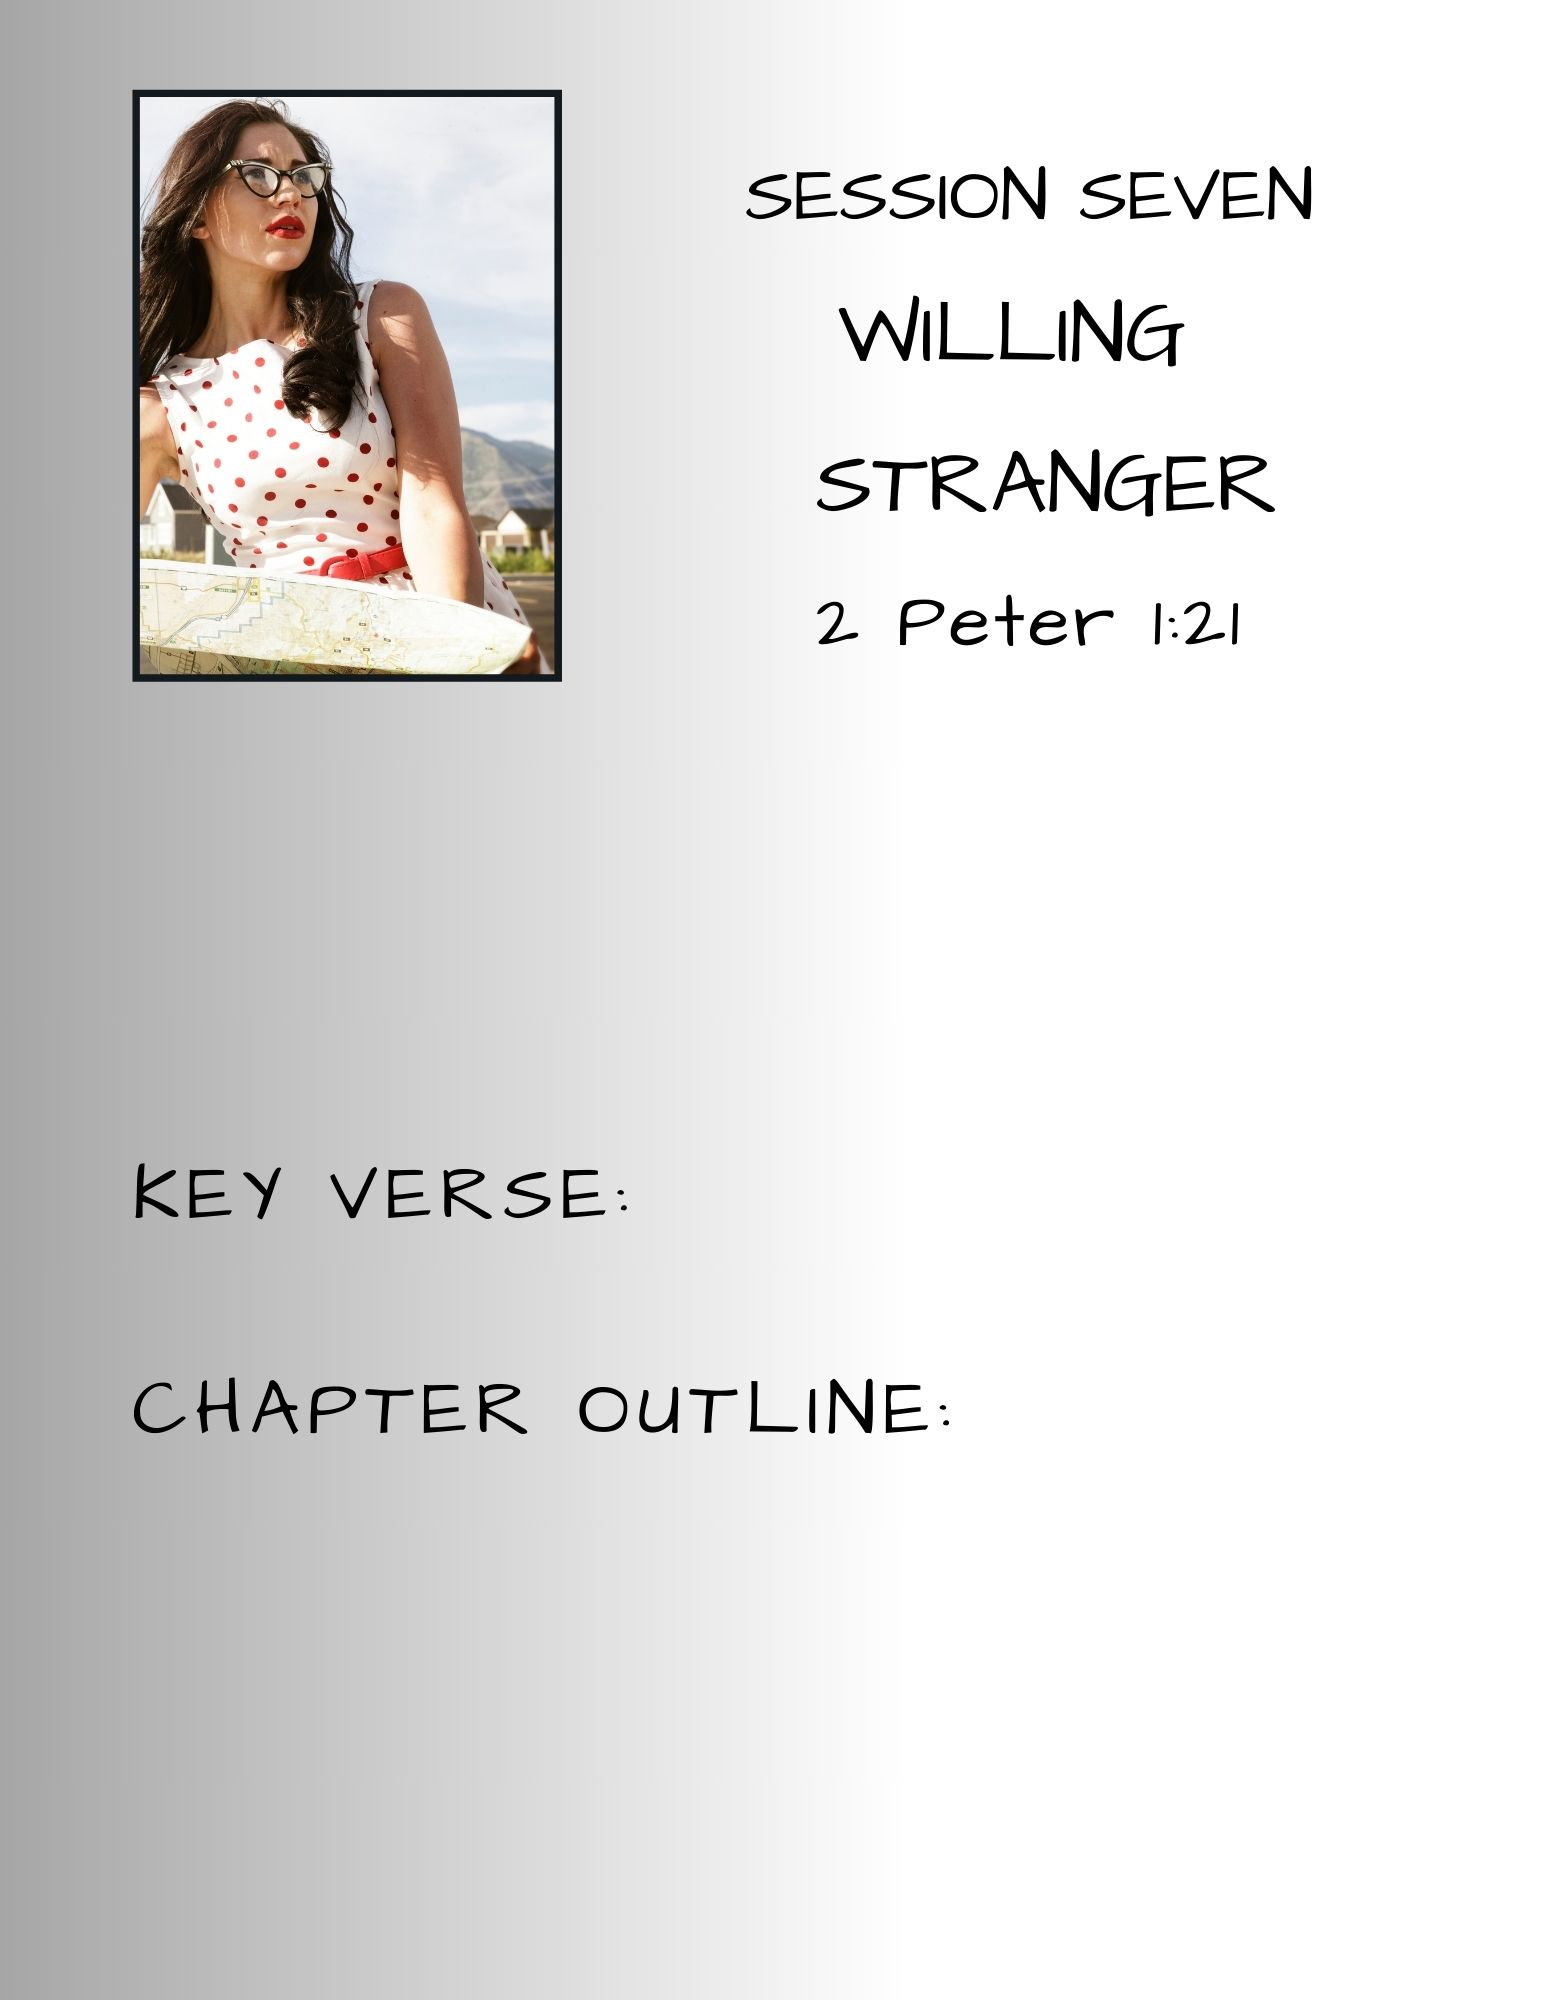 SESSION SEVEN
WILLING
STRANGER
2 Peter 1:21
KEY VERSE:
CHAPTER OUTLINE: